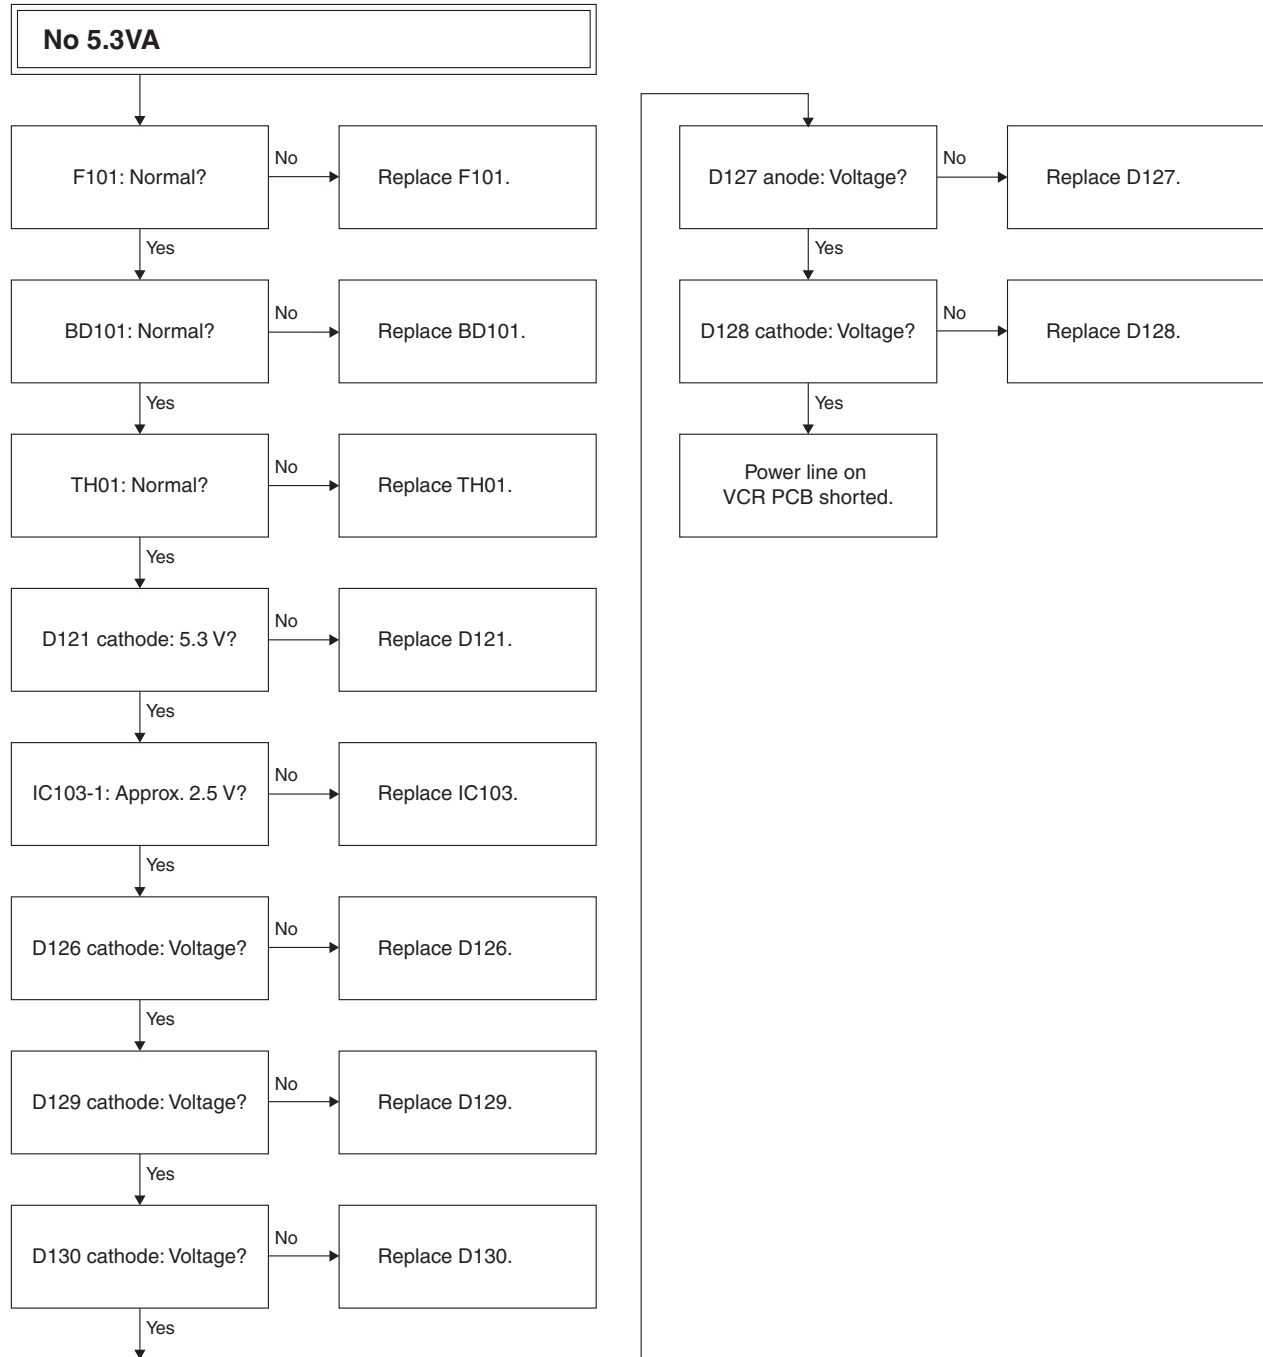 No 5.3VA
F101: Normal?
No
Replace F101.
Yes
BD101: Normal?
No
Replace BD101.
Yes
TH01: Normal?
No
Replace TH01.
Yes
D121 cathode: 5.3 V?
No
Replace D121.
Yes
IC103-1: Approx. 2.5 V?
No
Replace IC103.
Yes
D126 cathode: Voltage?
No
Replace D126.
Yes
D129 cathode: Voltage?
No
Replace D129.
Yes
D130 cathode: Voltage?
No
Replace D130.
Yes
D127 anode: Voltage?
No
Replace D127.
Yes
D128 cathode: Voltage?
No
Replace D128.
Yes
Power line on
VCR PCB shorted.